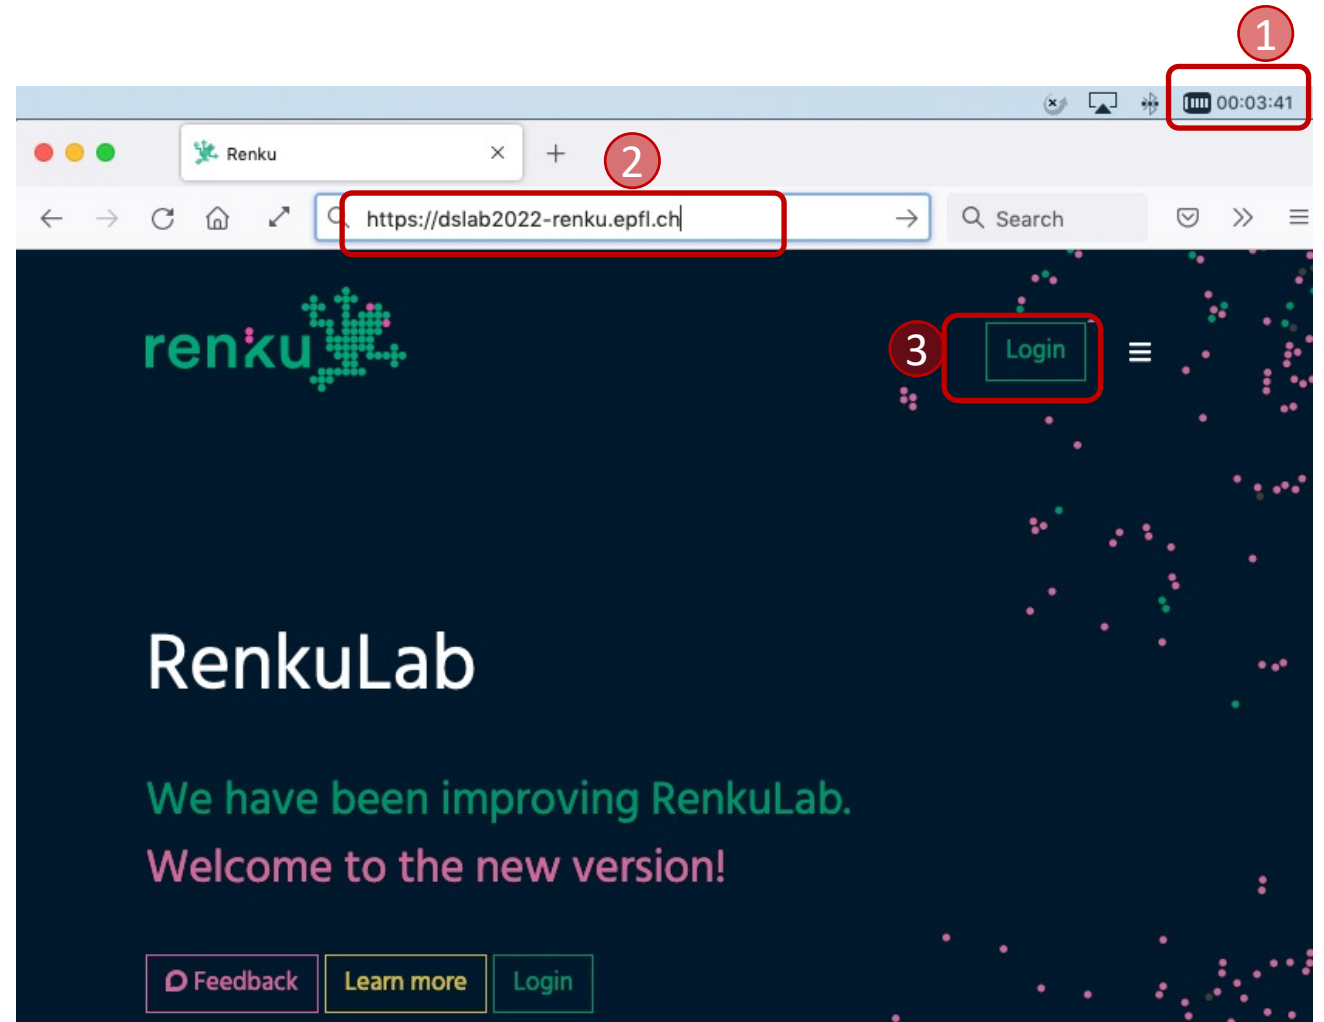 1
00:03:41
Renku
2
https://dslab2022-renku.epfl.ch
Search
renku
3
Login
RenkuLab
We have been improving RenkuLab.
Welcome to the new version!
Feedback
Learn more
Login